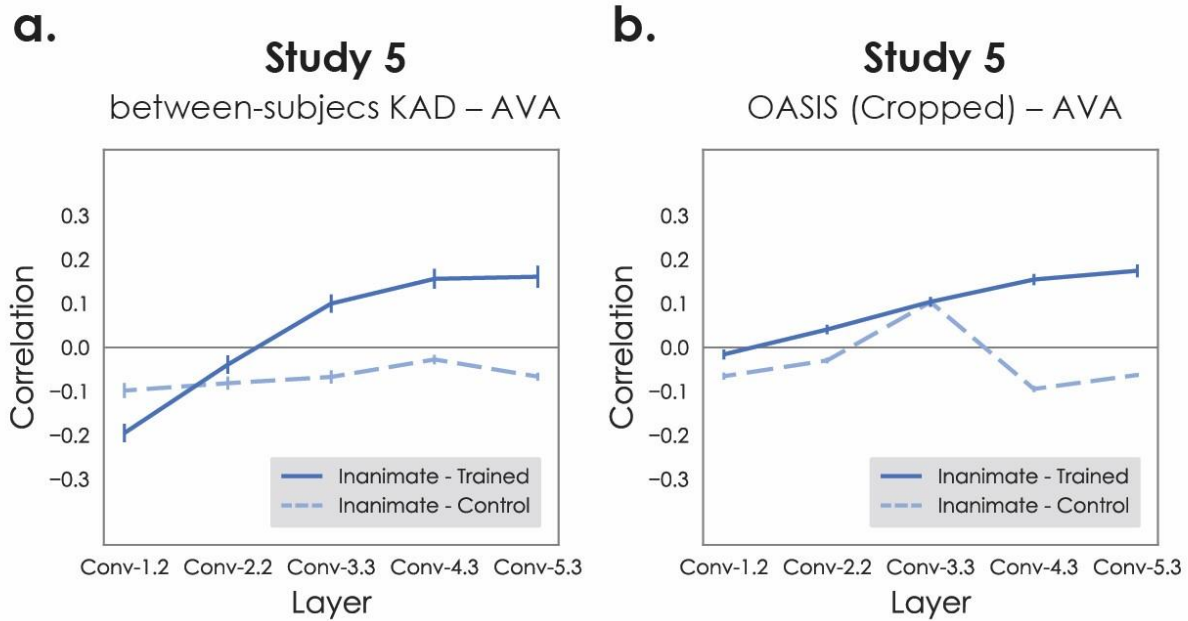 a.
Study 5
between-subjecs KAD – AVA
Correlation
0.3
0.2
0.1
0.0
−0.1
−0.2
−0.3
Inanimate - Trained
Inanimate - Control
Conv-1.2 Conv-2.2 Conv-3.3 Conv-4.3 Conv-5.3
Layer
b.
Study 5
OASIS (Cropped) – AVA
Correlation
0.3
0.2
0.1
0.0
−0.1
−0.2
−0.3
Inanimate - Trained
Inanimate - Control
Conv-1.2 Conv-2.2 Conv-3.3 Conv-4.3 Conv-5.3
Layer